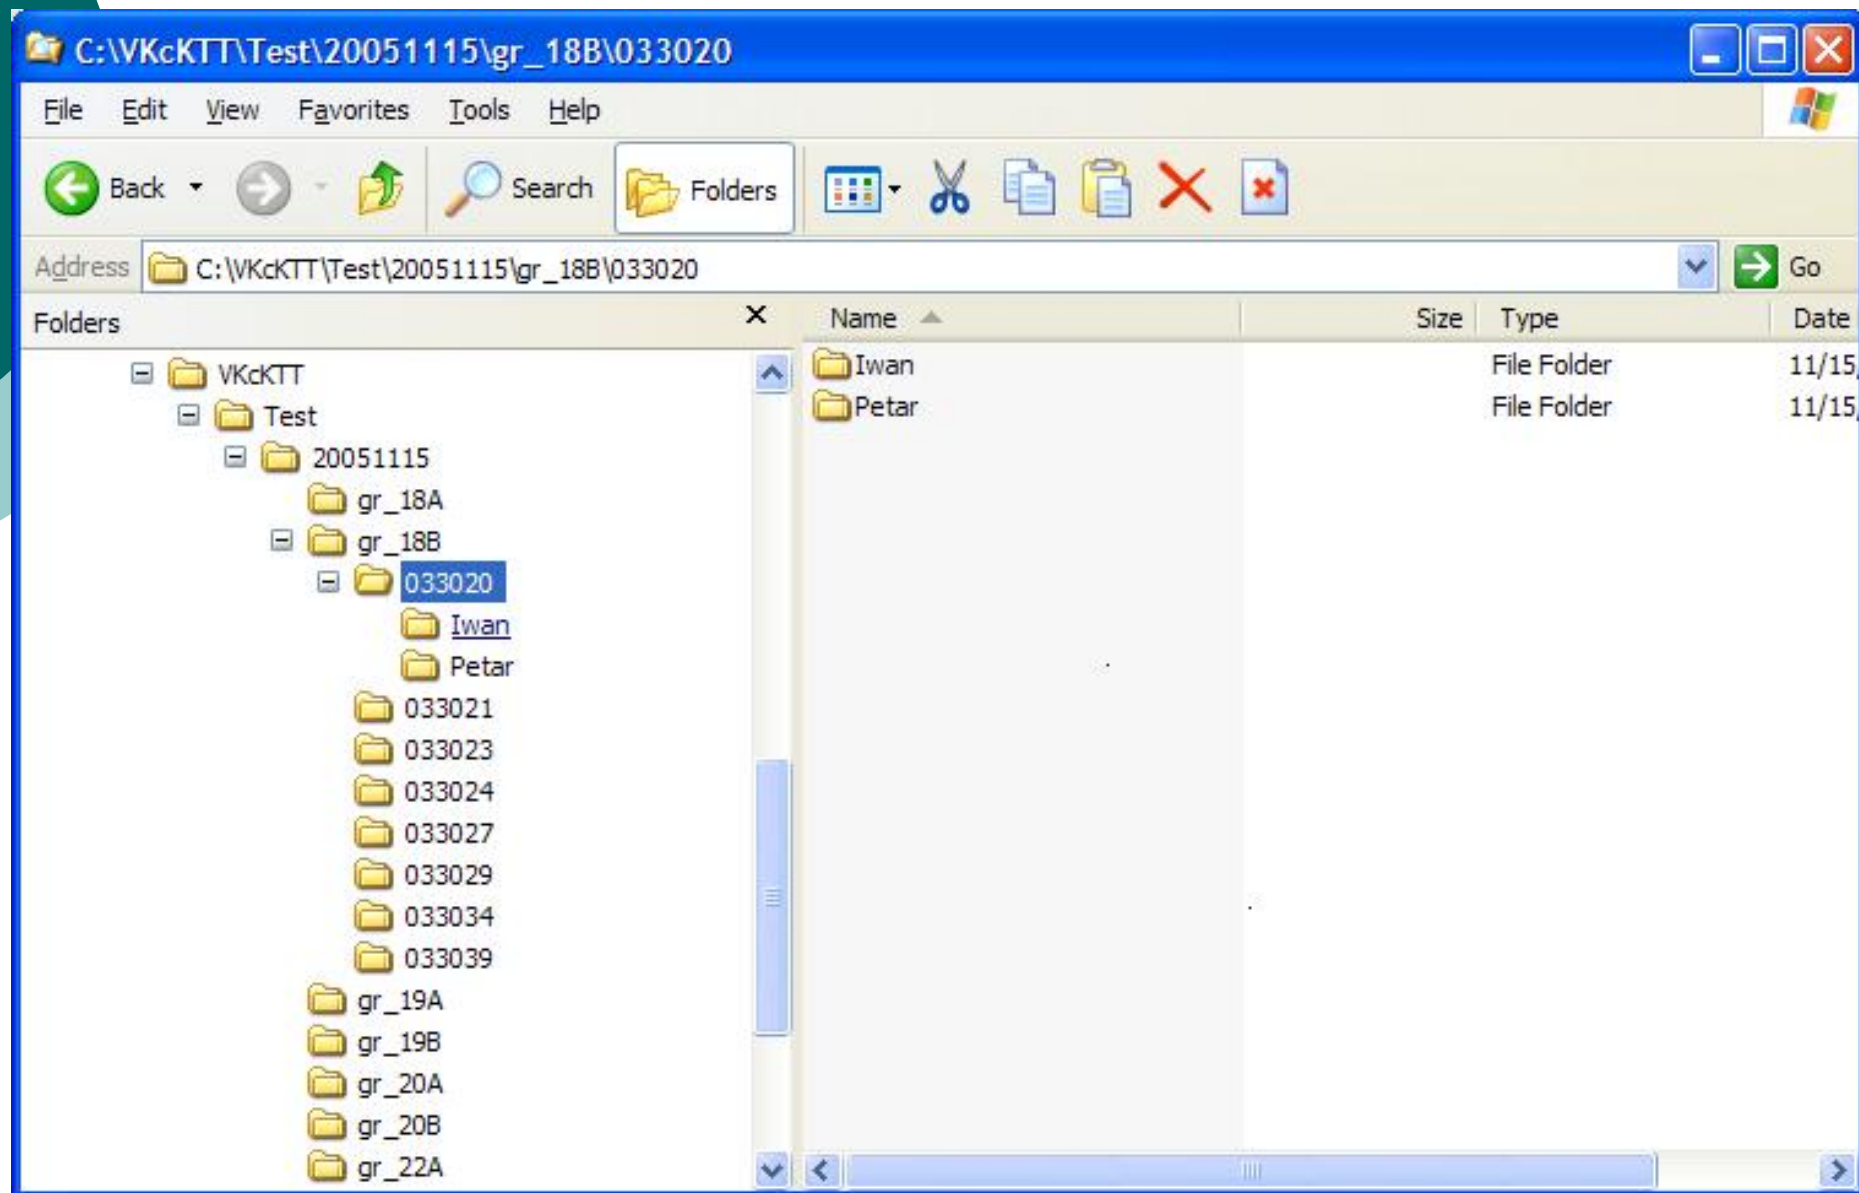 C:\VKcKTT\Test\20051115\gr_18B\033020
File Edit View Favorites Tools Help
Back Search Folders
Address C:\VKcKTT\Test\20051115\gr_18B\033020 Go
Folders
VKcKTT
Test
20051115
gr_18A
gr_18B
033020
Iwan
Petar
033021
033023
033024
033027
033029
033034
033039
gr_19A
gr_19B
gr_20A
gr_20B
gr_22A
Name Size Type Date
Iwan File Folder 11/15/
Petar File Folder 11/15/